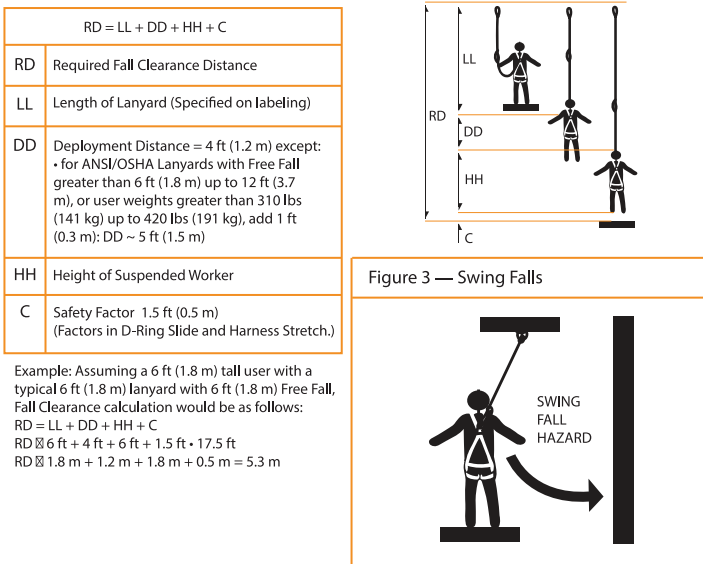 RD = LL + DD + HH + C
RD Required Fall Clearance Distance
LL Length of Lanyard (Specified on labeling)
DD Deployment Distance = 4 ft (1.2 m) except:
• for ANSI/OSHA Lanyards with Free Fall
greater than 6 ft (1.8 m) up to 12 ft (3.7
m), or user weights greater than 310 lbs
(141 kg) up to 420 lbs (191 kg), add 1 ft
(0.3 m): DD ~ 5 ft (1.5 m)
HH Height of Suspended Worker
C Safety Factor 1.5 ft (0.5 m)
(Factors in D-Ring Slide and Harness Stretch.)
Example: Assuming a 6 ft (1.8 m) tall user with a
typical 6 ft (1.8 m) lanyard with 6 ft (1.8 m) Free Fall,
Fall Clearance calculation would be as follows:
RD = LL + DD + HH + C
RD 󠀠☒ 6 ft + 4 ft + 6 ft + 1.5 ft • 17.5 ft
RD ☒ 1.8 m + 1.2 m + 1.8 m + 0.5 m = 5.3 m
LL
RD
DD
HH
C
Figure 3 — Swing Falls
SWING
FALL
HAZARD